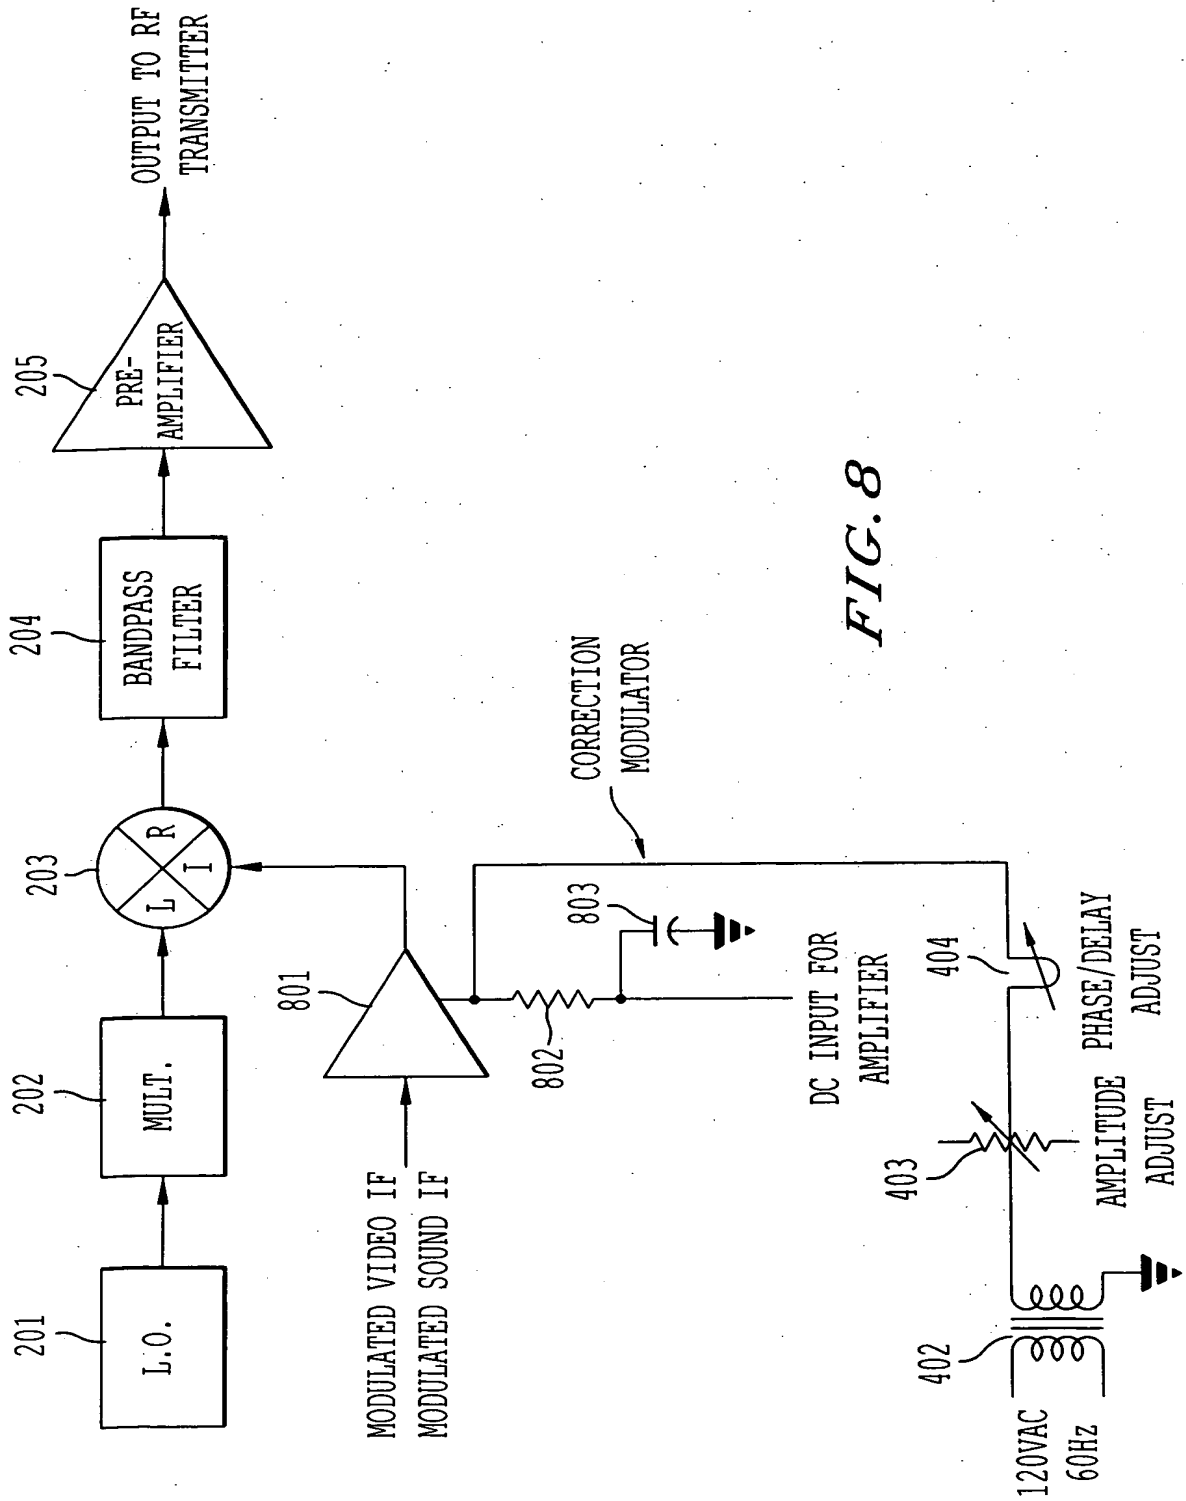 201
L.O.
202
MULT.
203
L
R
I
204
BANDPASS
FILTER
205
PRE-
AMPLIFIER
OUTPUT TO RF
TRANSMITTER
MODULATED VIDEO IF
MODULATED SOUND IF
801
802
803
DC INPUT FOR
AMPLIFIER
CORRECTION
MODULATOR
120VAC
60Hz
402
403
AMPLITUDE
ADJUST
404
PHASE/DELAY
ADJUST
FIG. 8